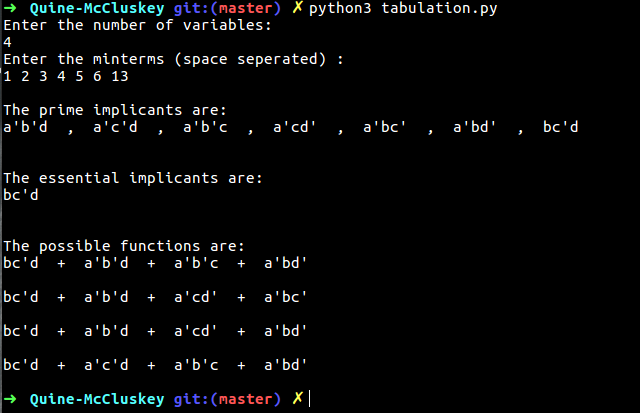 ➜ Quine-McCluskey git:(master) ✗ python3 tabulation.py
Enter the number of variables:
4
Enter the minterms (space seperated) :
1 2 3 4 5 6 13
The prime implicants are:
a'b'd , a'c'd , a'b'c , a'cd' , a'bc' , a'bd' , bc'd
The essential implicants are:
bc'd
The possible functions are:
bc'd + a'b'd + a'b'c + a'bd'
bc'd + a'b'd + a'cd' + a'bc'
bc'd + a'b'd + a'cd' + a'bd'
bc'd + a'c'd + a'b'c + a'bd'
➜ Quine-McCluskey git:(master) ✗